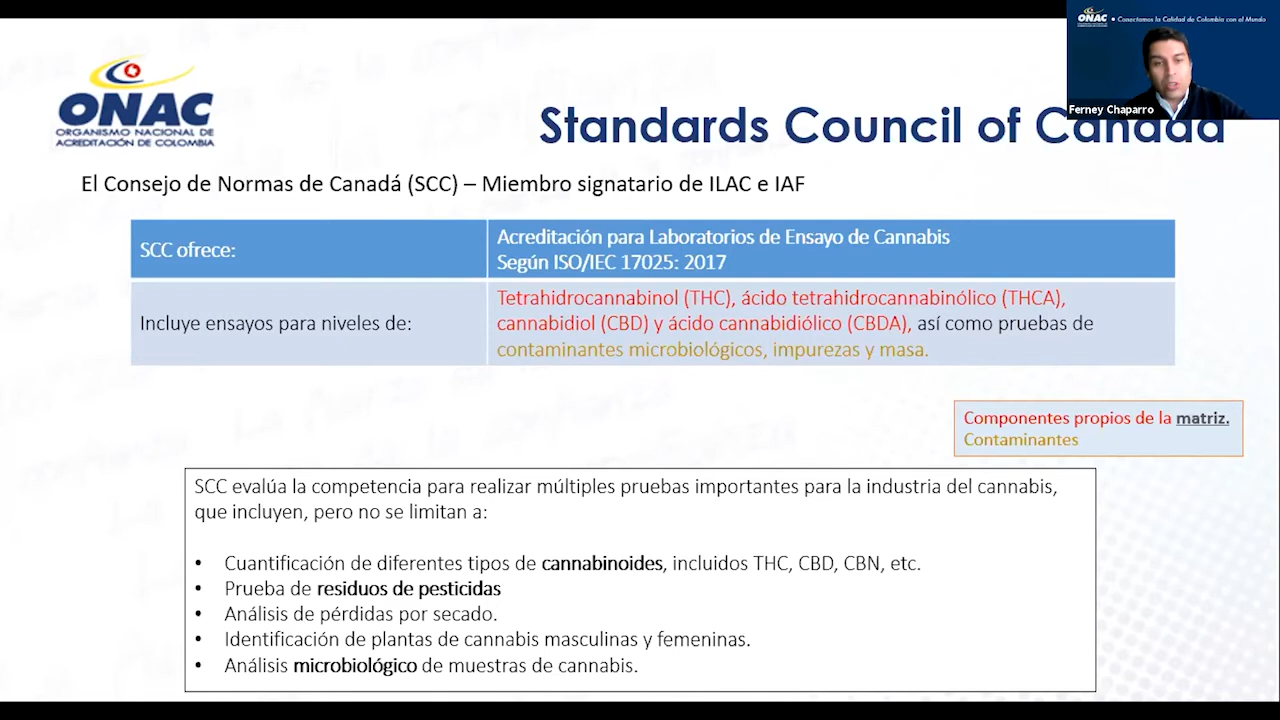 ONAC
ORGANISMO NACIONAL DE
ACREDITACIÓN DE COLOMBIA
ONAC
Conectamos la Calidad de Colombia con el Mundo
Ferney Chaparro
Standards Council of Canada
El Consejo de Normas de Canadá (SCC) – Miembro signatario de ILAC e IAF
SCC ofrece:
Acreditación para Laboratorios de Ensayo de Cannabis
Según ISO/IEC 17025: 2017
Incluye ensayos para niveles de:
Tetrahidrocannabinol (THC), ácido tetrahidrocannabinólico (THCA),
cannabidiol (CBD) y ácido cannabidiólico (CBDA), así como pruebas de
contaminantes microbiológicos, impurezas y masa.
Componentes propios de la matriz.
Contaminantes
SCC evalúa la competencia para realizar múltiples pruebas importantes para la industria del cannabis,
que incluyen, pero no se limitan a:
• Cuantificación de diferentes tipos de cannabinoides, incluidos THC, CBD, CBN, etc.
• Prueba de residuos de pesticidas
• Análisis de pérdidas por secado.
• Identificación de plantas de cannabis masculinas y femeninas.
• Análisis microbiológico de muestras de cannabis.